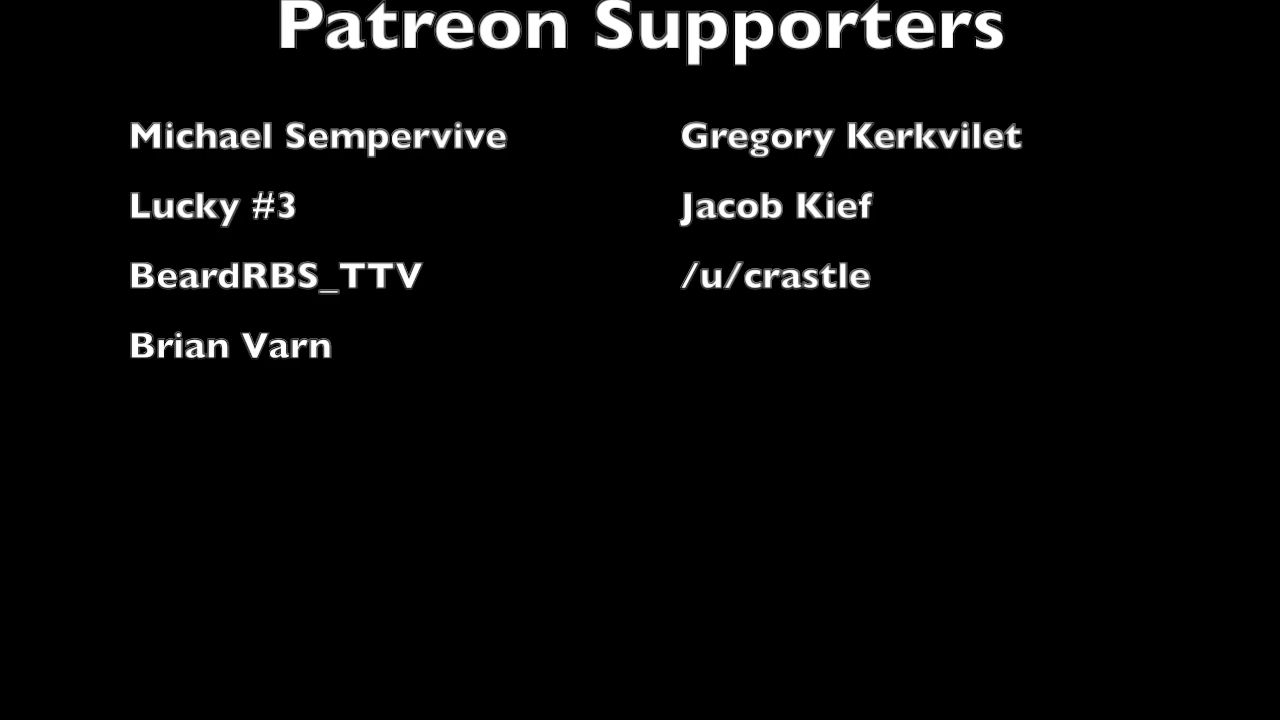 Patreon Supporters
Michael Sempervive
Lucky #3
BeardRBS_TTV
Brian Varn
Gregory Kerkvilet
Jacob Kief
/u/crastle